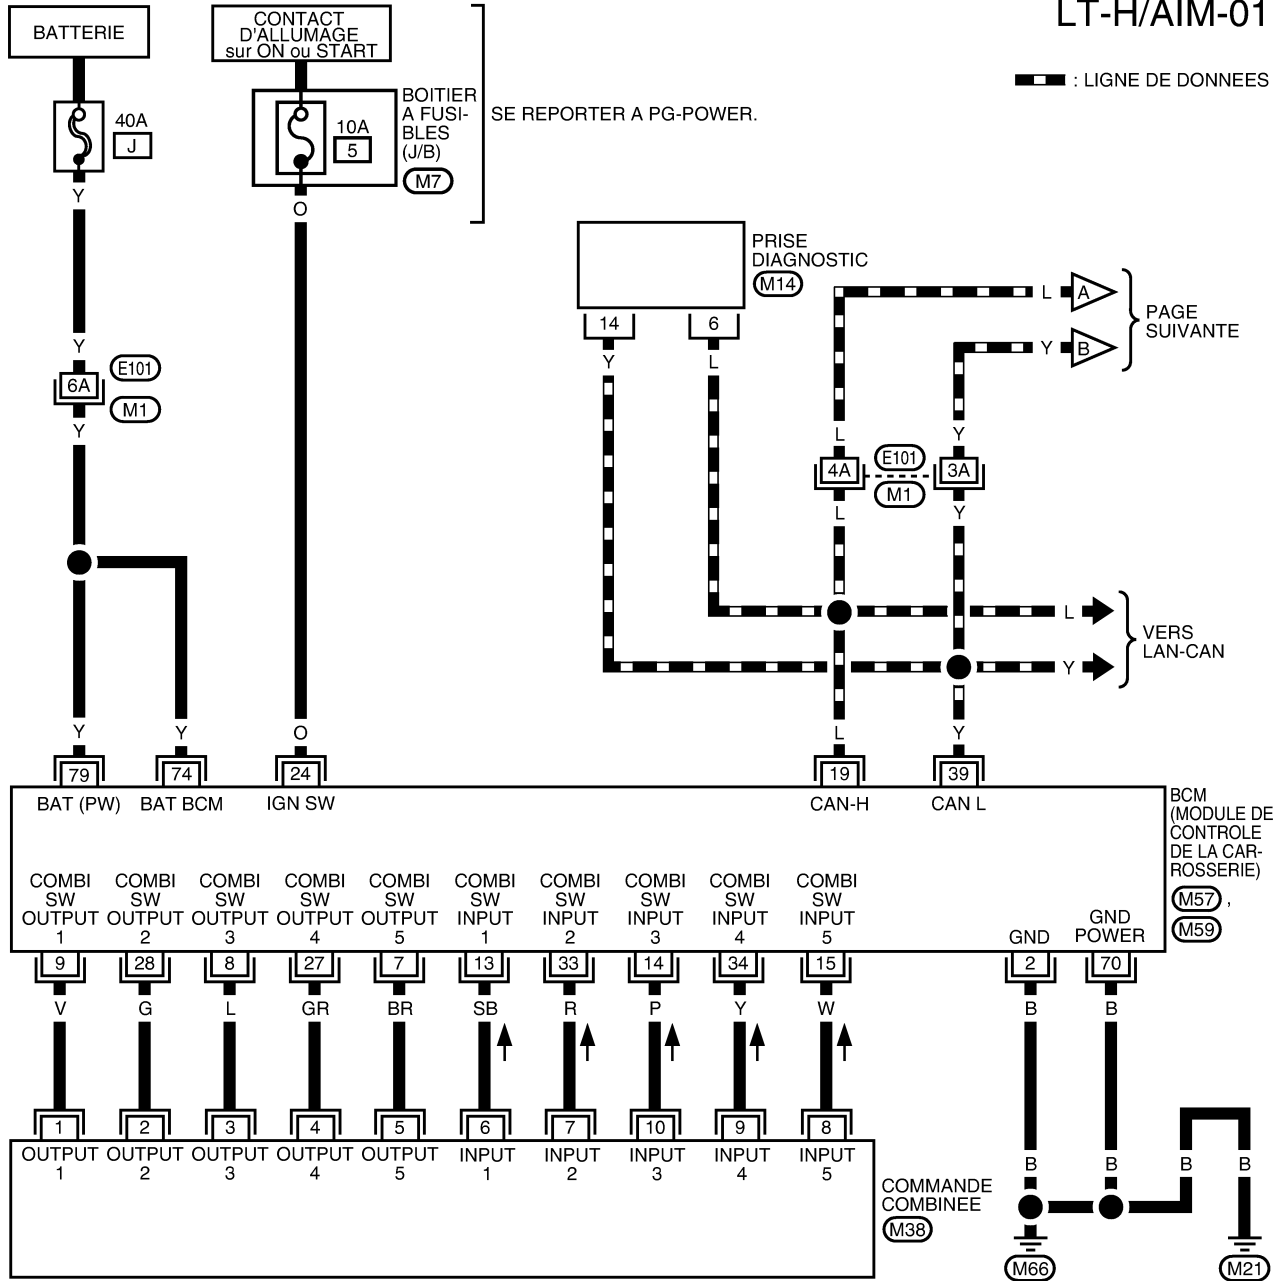 LT-H/AIM-01
BATTERIE
CONTACT
D'ALLUMAGE
sur ON ou START
: LIGNE DE DONNEES
40A
J
10A
5
BOITIER
A FUSI-
BLES
(J/B)
M7
SE REPORTER A PG-POWER.
Y
O
PRISE
DIAGNOSTIC
M14
14
6
Y
L
L
A
Y
B
PAGE
SUIVANTE
Y
6A
E101
M1
Y
L
Y
4A
E101
M1
3A
L
Y
L
Y
VERS
LAN-CAN
Y
Y
O
L
Y
79
74
24
19
39
BAT (PW)
BAT BCM
IGN SW
CAN-H
CAN L
BCM
(MODULE DE
CONTROLE
DE LA CAR-
ROSSERIE)
M57 ,
M59
COMBI
SW
OUTPUT
1
COMBI
SW
OUTPUT
2
COMBI
SW
OUTPUT
3
COMBI
SW
OUTPUT
4
COMBI
SW
OUTPUT
5
COMBI
SW
INPUT
1
COMBI
SW
INPUT
2
COMBI
SW
INPUT
3
COMBI
SW
INPUT
4
COMBI
SW
INPUT
5
GND
GND
POWER
9
28
8
27
7
13
33
14
34
15
2
70
V
G
L
GR
BR
SB
R
P
Y
W
B
B
1
2
3
4
5
6
7
10
9
8
OUTPUT
1
OUTPUT
2
OUTPUT
3
OUTPUT
4
OUTPUT
5
INPUT
1
INPUT
2
INPUT
3
INPUT
4
INPUT
5
COMMANDE
COMBINEE
M38
B
B
B
B
M66
M21